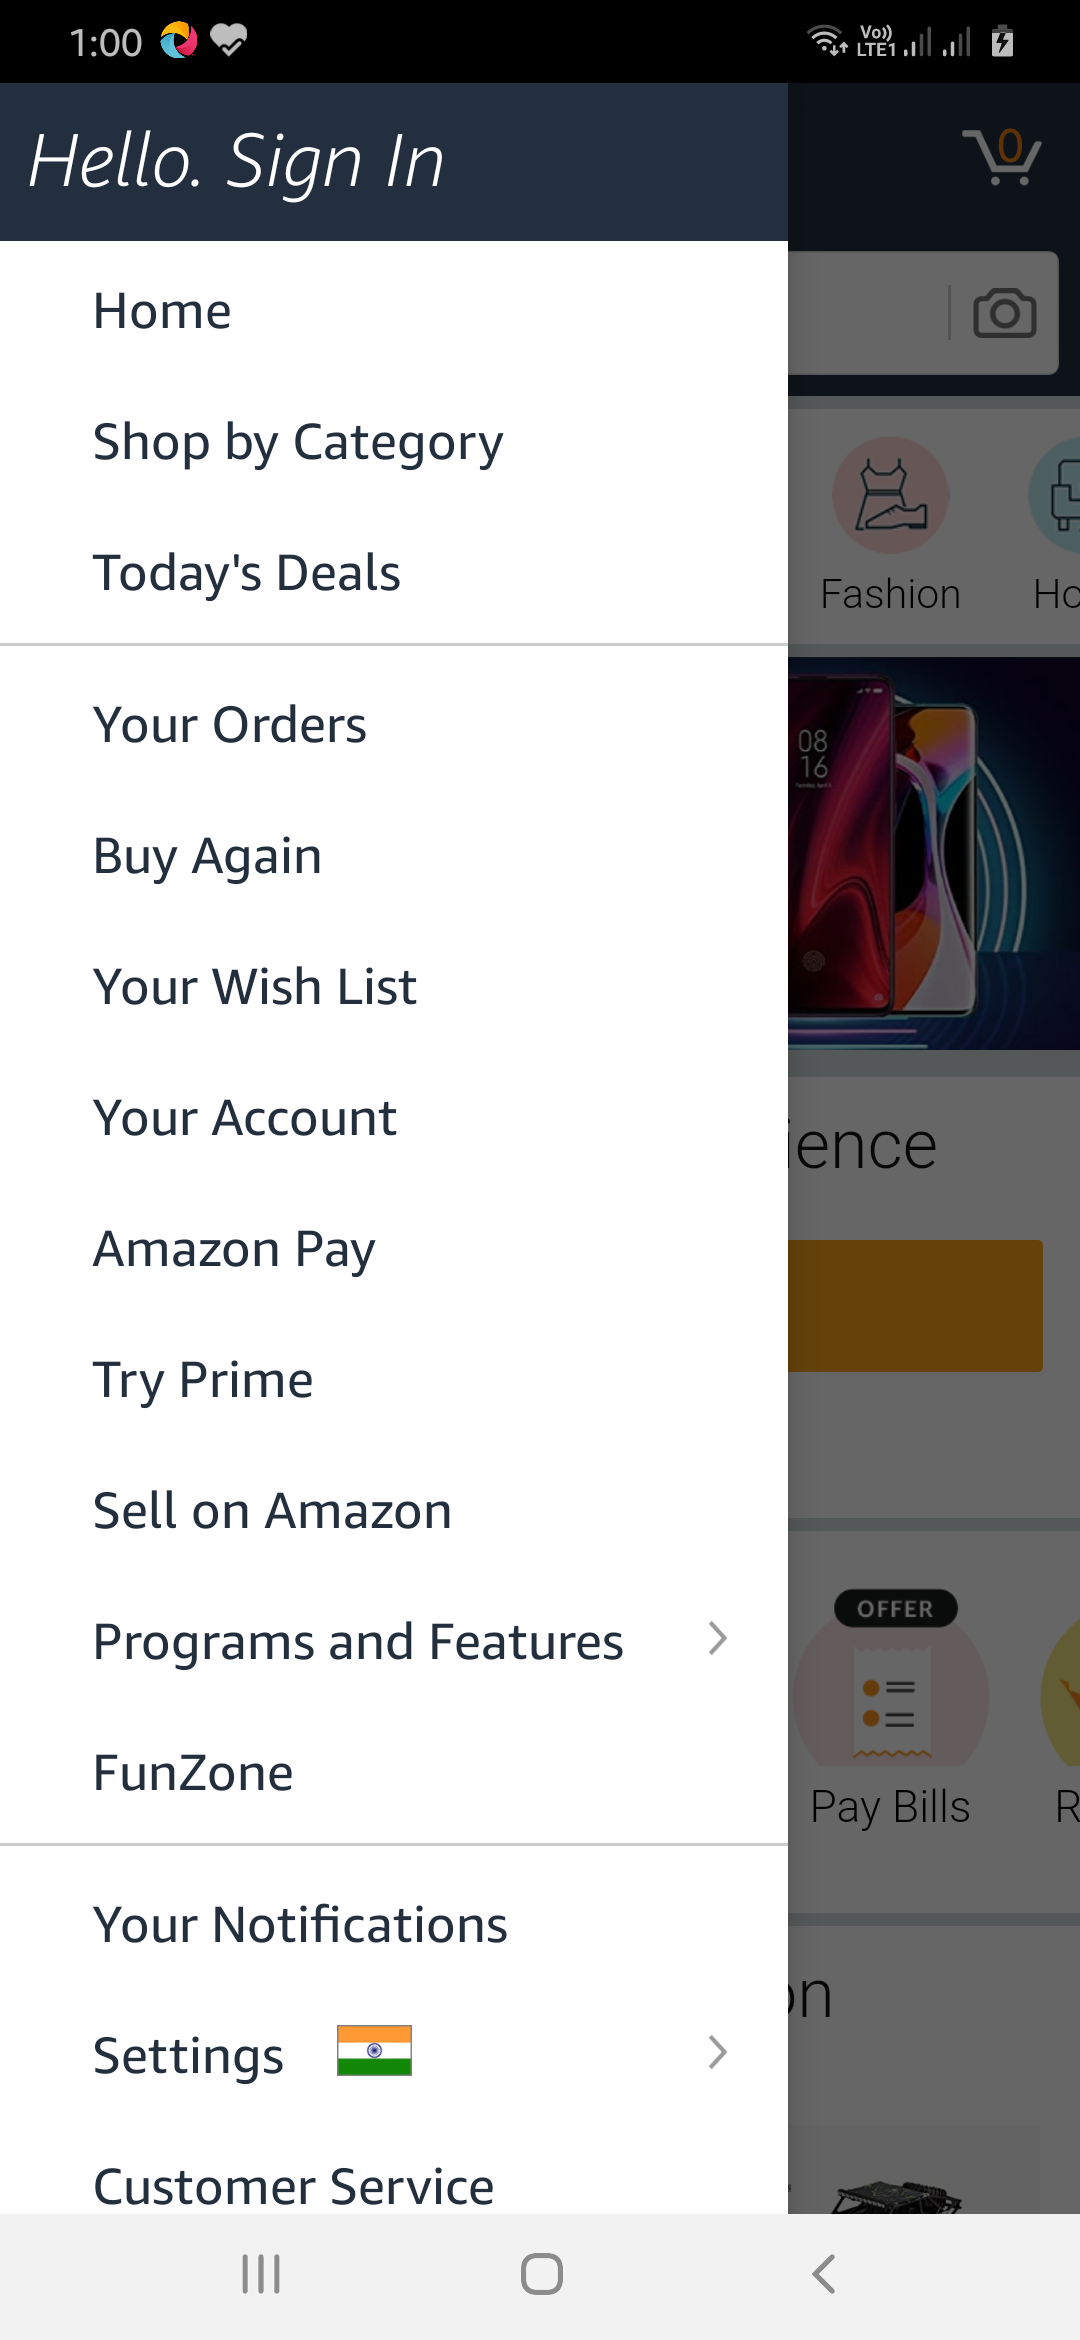 1:00
Vo))
LTE1
Hello. Sign In
0
Home
Shop by Category
Today's Deals
Fashion
Ho
Your Orders
08
16
Buy Again
Your Wish List
Your Account
ience
Amazon Pay
Try Prime
Sell on Amazon
Programs and Features
OFFER
FunZone
Pay Bills
R
Your Notifications
on
Settings
Customer Service